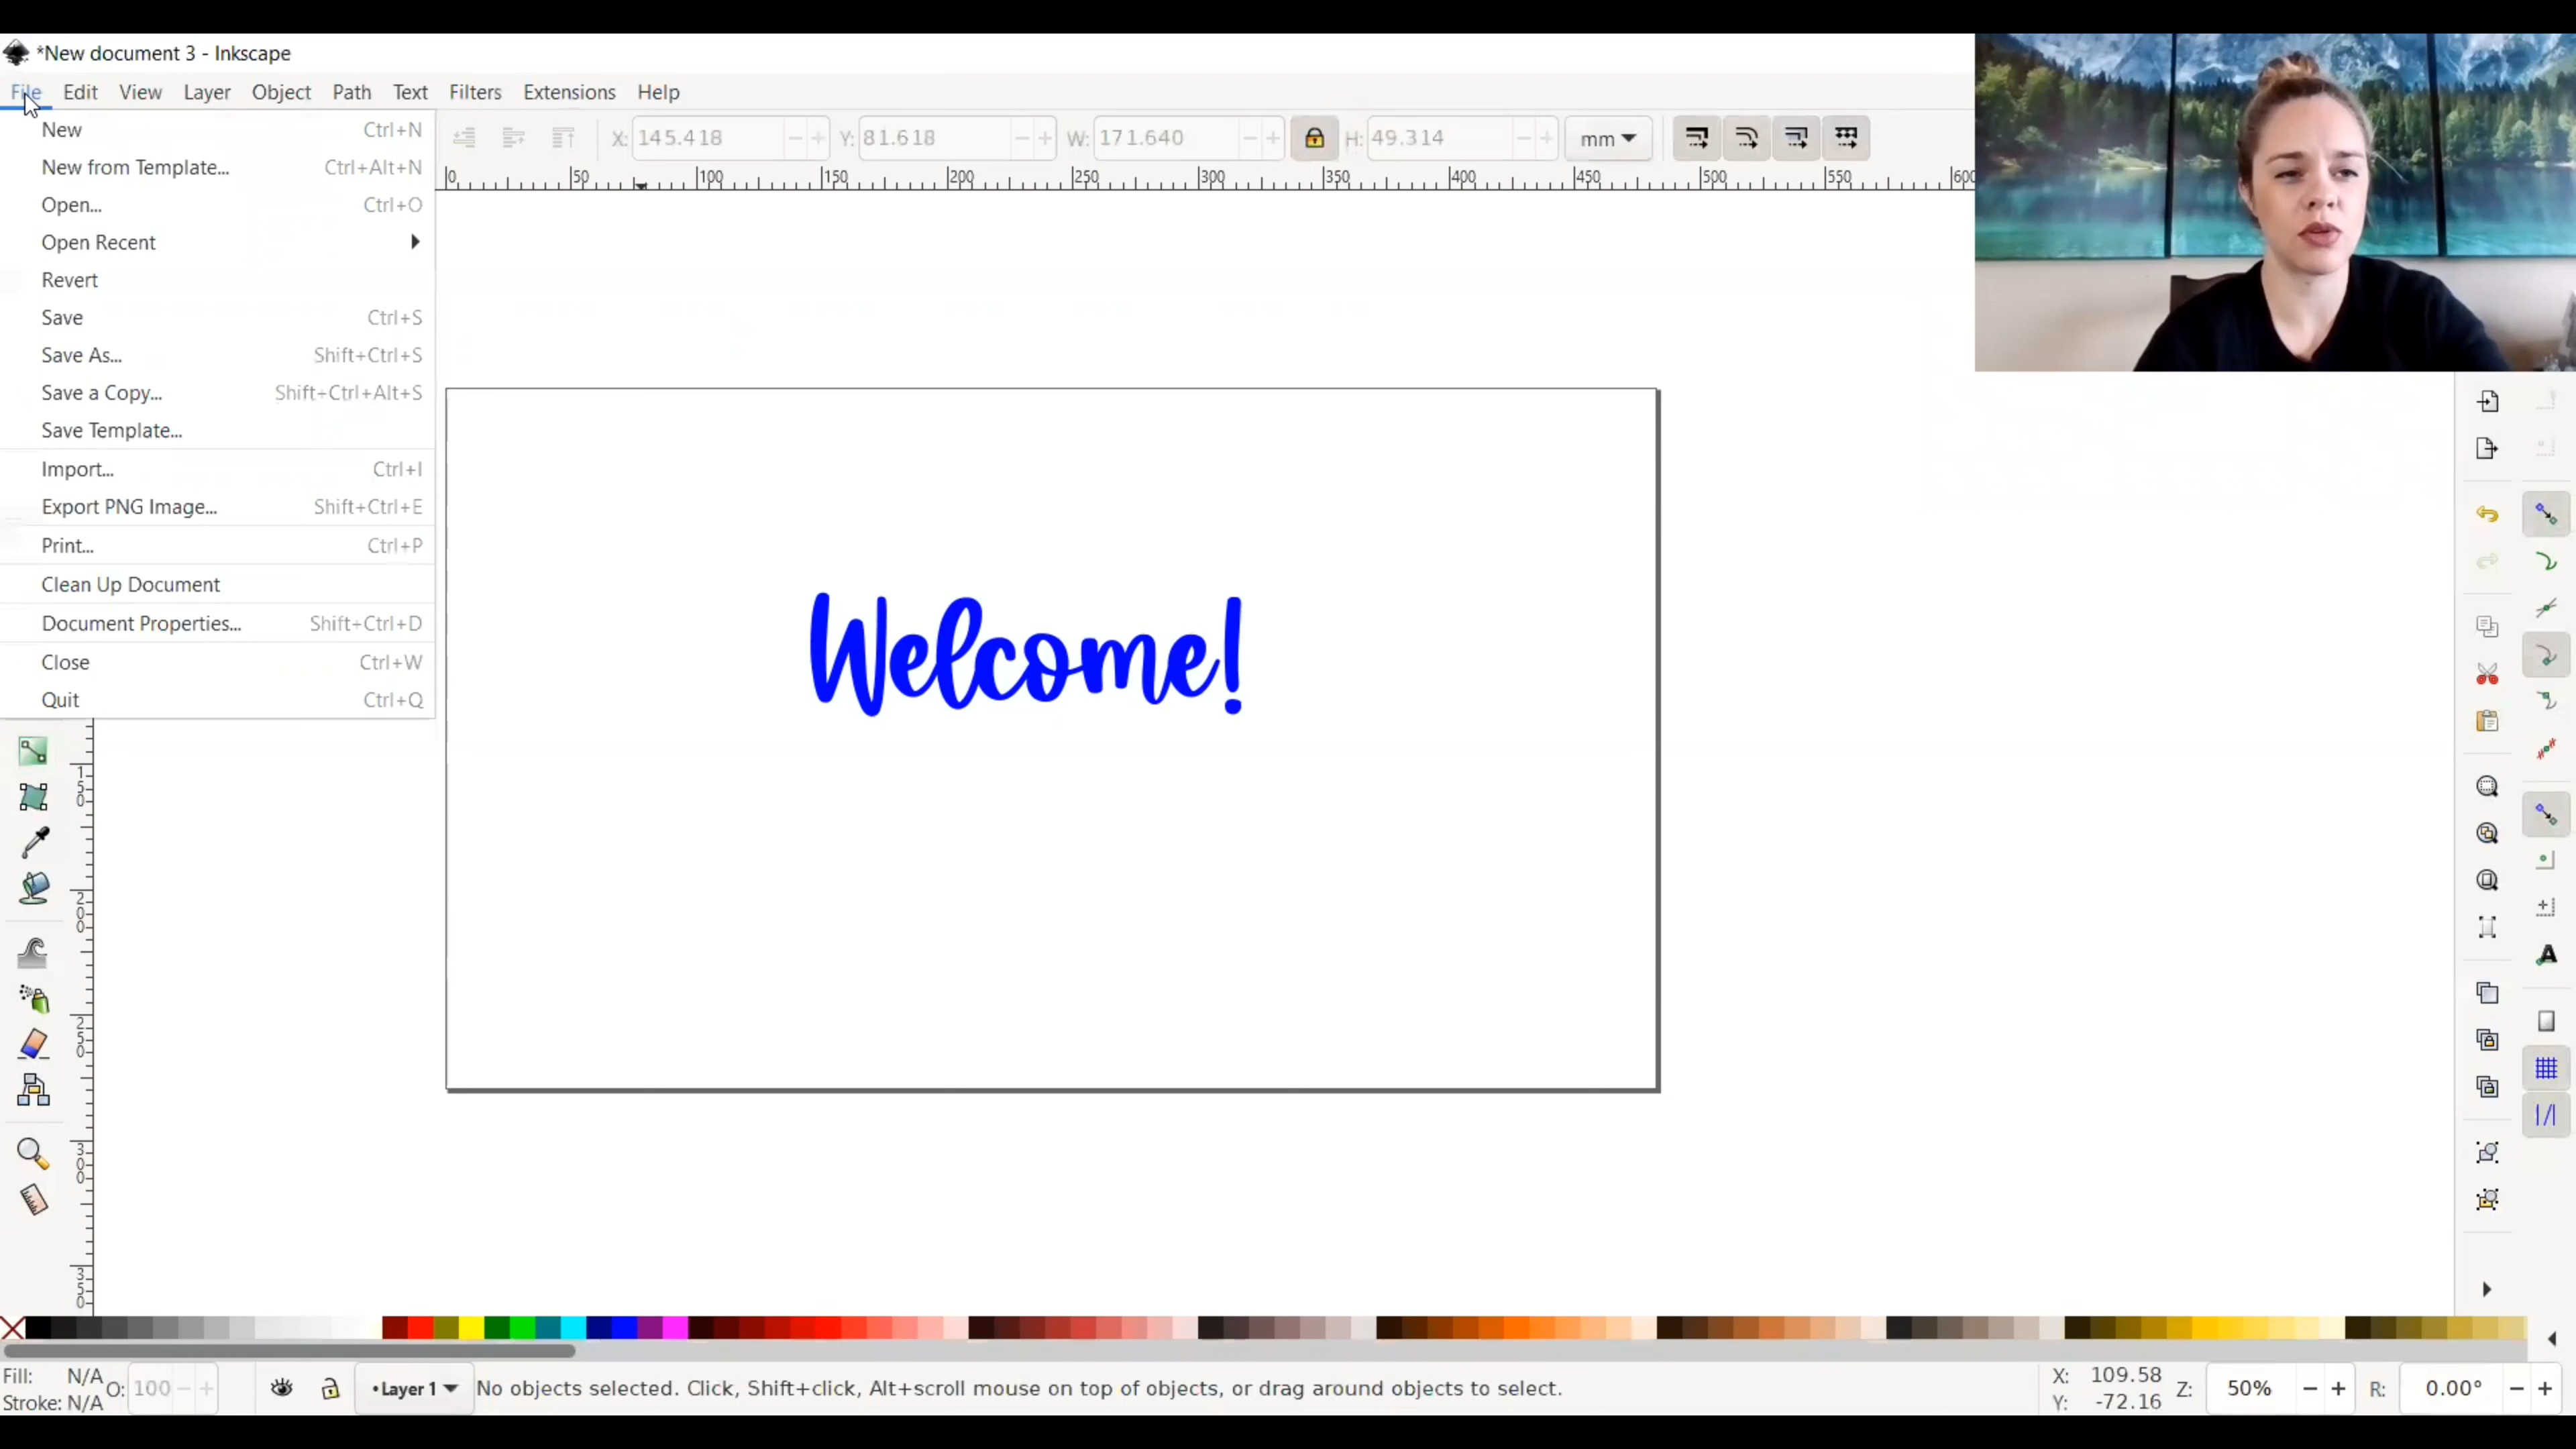 *New document 3 - Inkscape
File Edit View Layer Object Path Text Filters Extensions Help
New Ctrl+N
New from Template... Ctrl+Alt+N
Open... Ctrl+O
Open Recent
Revert
Save Ctrl+S
Save As... Shift+Ctrl+S
Save a Copy... Shift+Ctrl+Alt+S
Save Template...
Import... Ctrl+I
Export PNG Image... Shift+Ctrl+E
Print... Ctrl+P
Clean Up Document
Document Properties... Shift+Ctrl+D
Close Ctrl+W
Quit Ctrl+Q
X: 145.418 Y: 81.618 W: 171.640 H: 49.314 mm
0 50 100 150 200 250 300 350 400 450 500 550 600
Welcome!
150
200
250
300
350
Fill: N/A
Stroke: N/A
O: 100
•Layer 1
No objects selected. Click, Shift+click, Alt+scroll mouse on top of objects, or drag around objects to select.
X: 109.58
Y: -72.16
Z: 50%
R: 0.00°